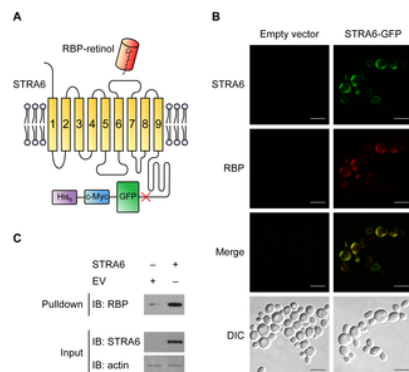 A
RBP-retinol
STRA6
1 2 3 4 5 6 7 8 9
His6 c-Myc GFP
B
Empty vector STRA6-GFP
STRA6
RBP
Merge
DIC
C
STRA6 – +
EV + –
Pulldown IB: RBP
Input IB: STRA6
IB: actin